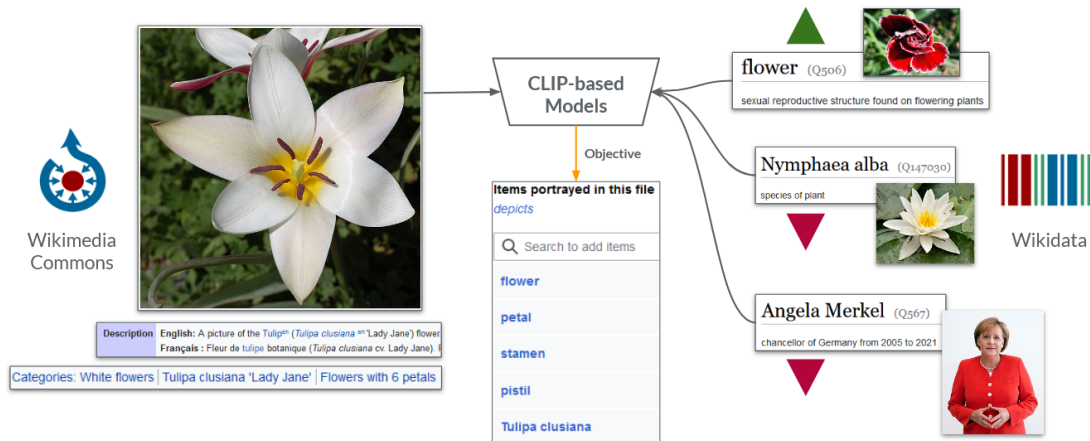 Wikimedia
Commons
Description English: A picture of the Tulipᵉⁿ (Tulipa clusiana ᵉⁿ 'Lady Jane') flower
Français : Fleur de tulipe botanique (Tulipa clusiana cv. Lady Jane).
Categories: White flowers | Tulipa clusiana 'Lady Jane' | Flowers with 6 petals
CLIP-based
Models
Objective
Items portrayed in this file
depicts
Search to add items
flower
petal
stamen
pistil
Tulipa clusiana
flower (Q506)
sexual reproductive structure found on flowering plants
Nymphaea alba (Q147030)
species of plant
Angela Merkel (Q567)
chancellor of Germany from 2005 to 2021
Wikidata